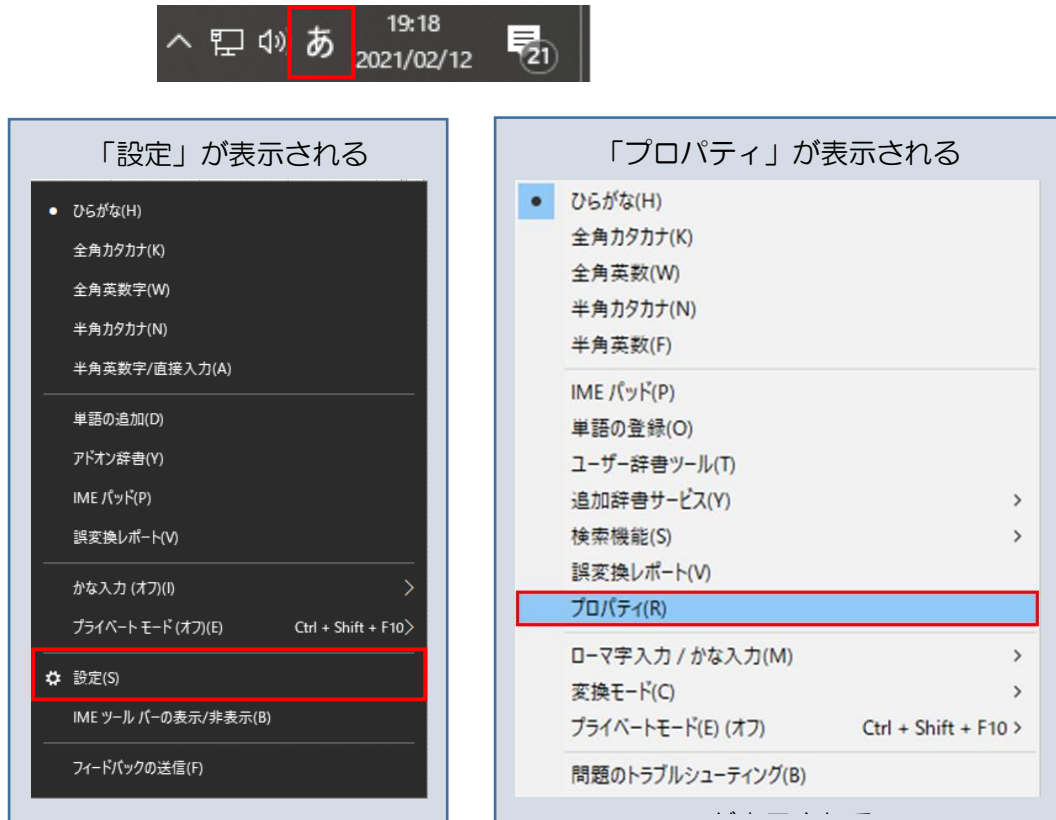 あ
19:18
2021/02/12
21
「設定」が表示される
ひらがな(H)
全角カタカナ(K)
全角英数字(W)
半角カタカナ(N)
半角英数字/直接入力(A)
単語の追加(D)
アドオン辞書(Y)
IME パッド(P)
誤変換レポート(V)
かな入力 (オフ)(I)
プライベート モード (オフ)(E) Ctrl + Shift + F10
設定(S)
IME ツール バーの表示/非表示(B)
フィードバックの送信(F)
「プロパティ」が表示される
ひらがな(H)
全角カタカナ(K)
全角英数(W)
半角カタカナ(N)
半角英数(F)
IME パッド(P)
単語の登録(O)
ユーザー辞書ツール(T)
追加辞書サービス(Y)
検索機能(S)
誤変換レポート(V)
プロパティ(R)
ローマ字入力 / かな入力(M)
変換モード(C)
プライベートモード(E) (オフ) Ctrl + Shift + F10
問題のトラブルシューティング(B)